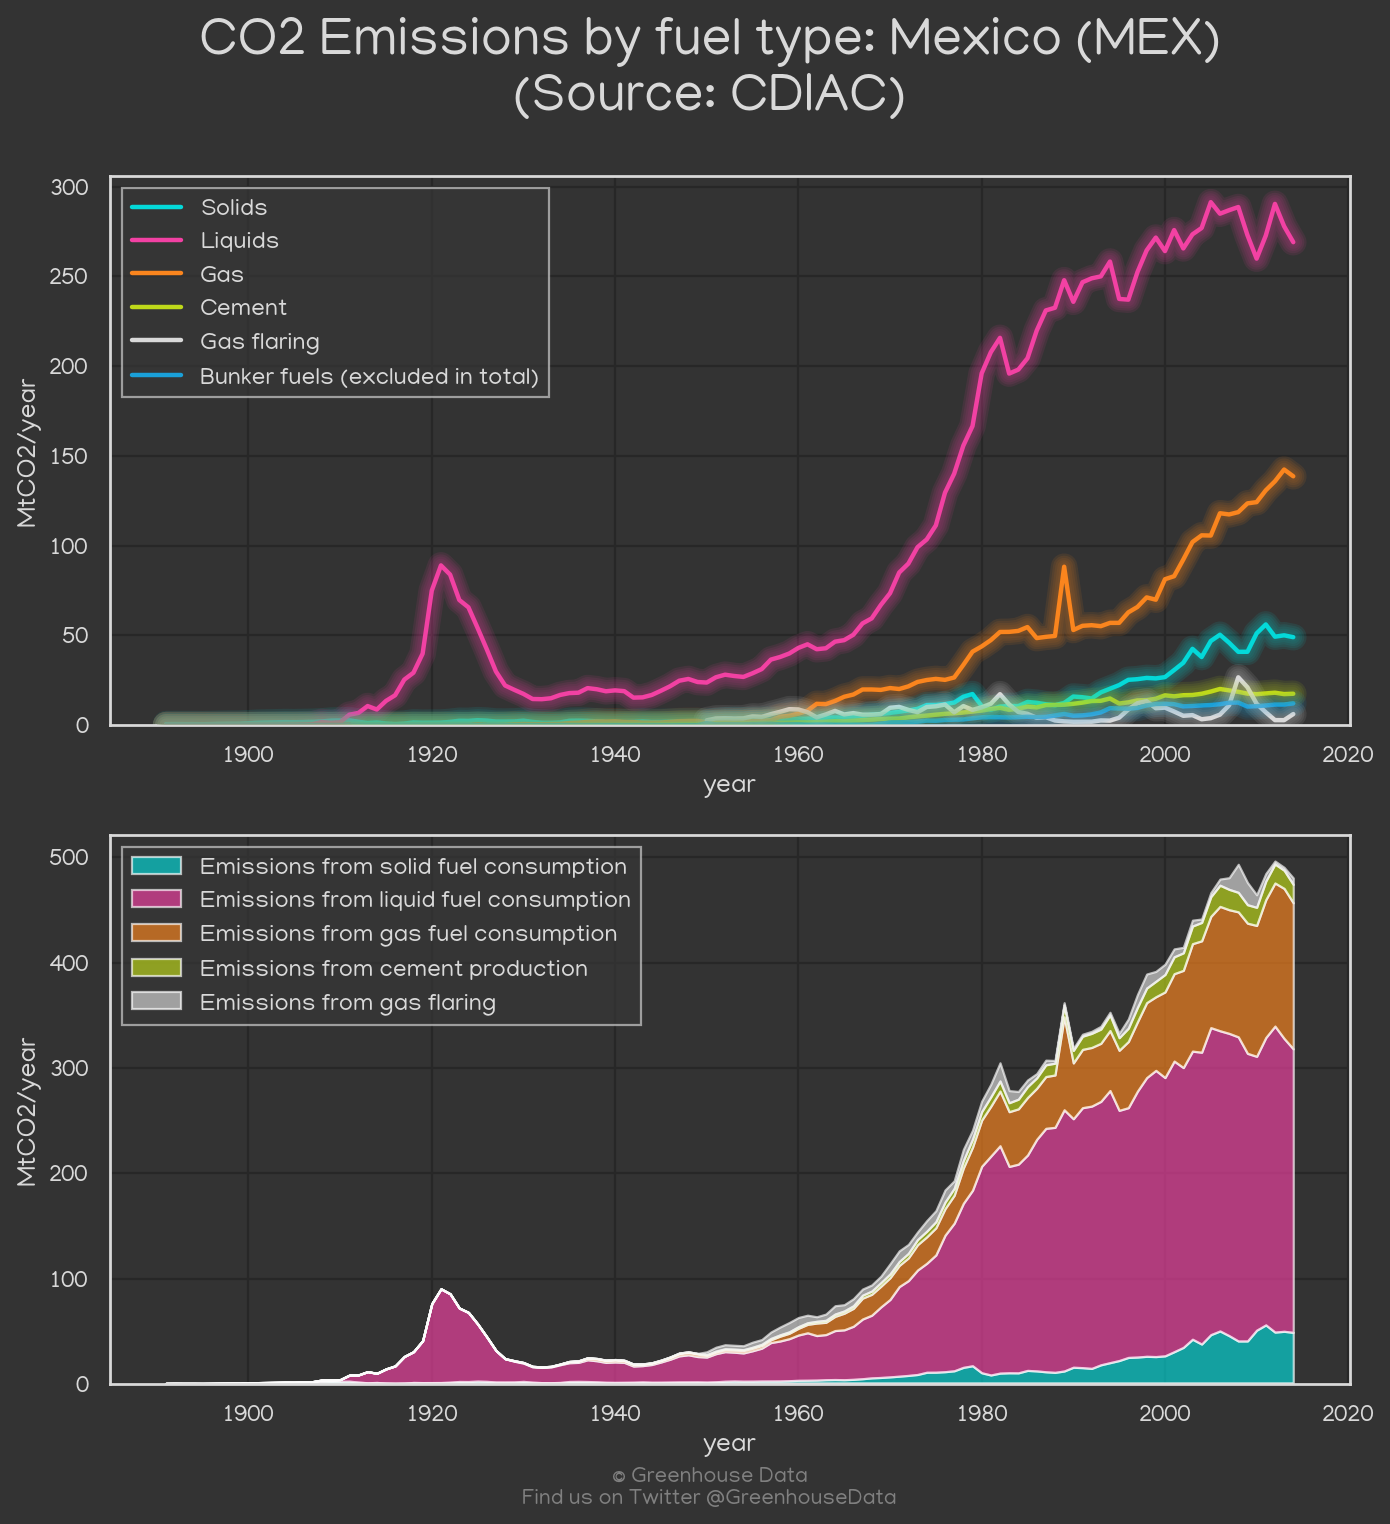 CO2 Emissions by fuel type: Mexico (MEX)
(Source: CDIAC)
300
250
200
150
100
50
0
MtCO2/year
Solids
Liquids
Gas
Cement
Gas flaring
Bunker fuels (excluded in total)
1900 1920 1940 1960 1980 2000 2020
year
500
400
300
200
100
0
MtCO2/year
Emissions from solid fuel consumption
Emissions from liquid fuel consumption
Emissions from gas fuel consumption
Emissions from cement production
Emissions from gas flaring
1900 1920 1940 1960 1980 2000 2020
year
© Greenhouse Data
Find us on Twitter @GreenhouseData